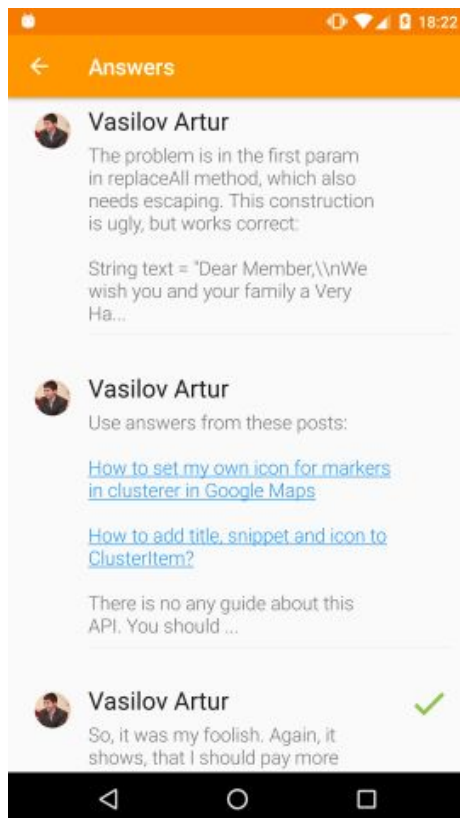 18:22
Answers
Vasilov Artur
The problem is in the first param
in replaceAll method, which also
needs escaping. This construction
is ugly, but works correct:
String text = "Dear Member,\\nWe
wish you and your family a Very
Ha...
Vasilov Artur
Use answers from these posts:
How to set my own icon for markers
in clusterer in Google Maps
How to add title, snippet and icon to
ClusterItem?
There is no any guide about this
API. You should ...
Vasilov Artur
So, it was my foolish. Again, it
shows, that I should pay more